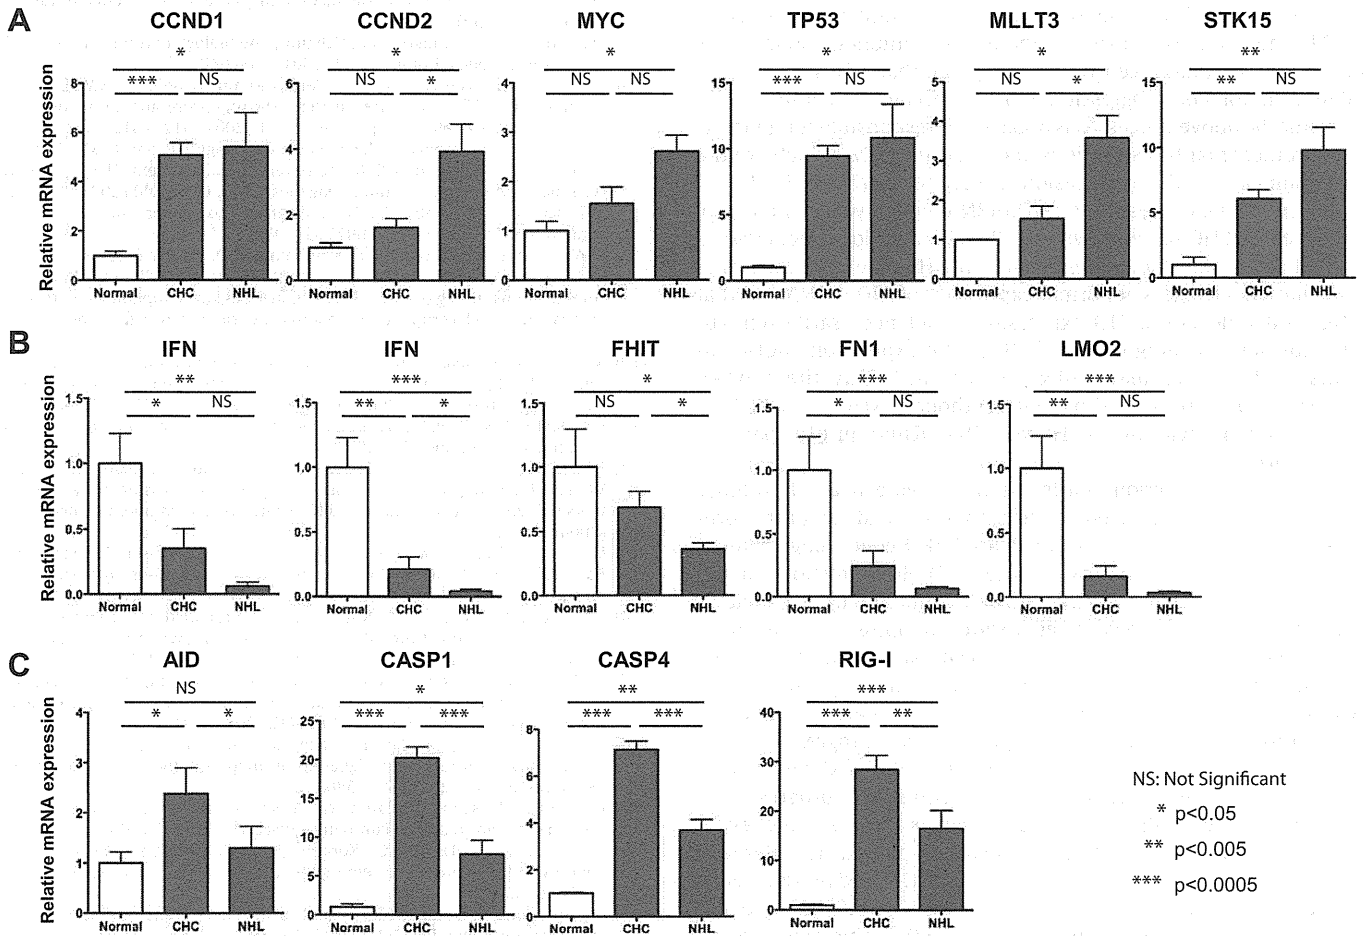 A
CCND1 CCND2 MYC TP53 MLLT3 STK15
* * * * * **
*** NS NS * NS NS *** NS NS * ** NS
Relative mRNA expression
8 6 4 2 0
6 4 2 0
4 3 2 1 0
15 10 5 0
5 4 3 2 1 0
15 10 5 0
Normal CHC NHL Normal CHC NHL Normal CHC NHL Normal CHC NHL Normal CHC NHL Normal CHC NHL
B
IFN IFN FHIT FN1 LMO2
** *** * *** ***
* NS ** * NS * * NS ** NS
Relative mRNA expression
1.5 1.0 0.5 0.0
1.5 1.0 0.5 0.0
1.5 1.0 0.5 0.0
1.5 1.0 0.5 0.0
1.5 1.0 0.5 0.0
Normal CHC NHL Normal CHC NHL Normal CHC NHL Normal CHC NHL Normal CHC NHL
C
AID CASP1 CASP4 RIG-I
NS * ** ***
* * *** *** *** *** *** **
Relative mRNA expression
4 3 2 1 0
25 20 15 10 5 0
8 6 4 2 0
40 30 20 10 0
Normal CHC NHL Normal CHC NHL Normal CHC NHL Normal CHC NHL
NS: Not Significant
* p<0.05
** p<0.005
*** p<0.0005